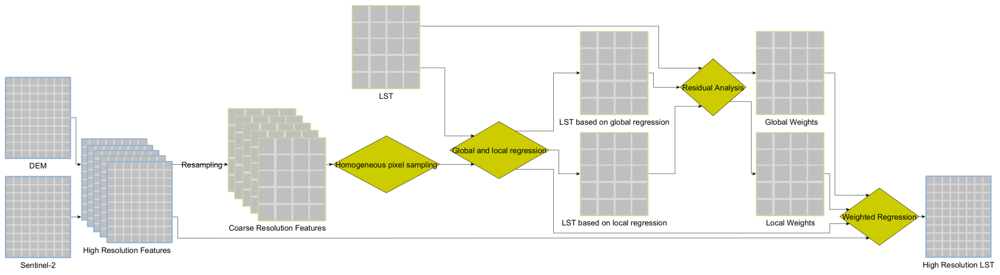 LST
DEM
Sentinel-2
High Resolution Features
Resampling
Coarse Resolution Features
Homogeneous pixel sampling
Global and local regression
LST based on global regression
LST based on local regression
Residual Analysis
Global Weights
Local Weights
Weighted Regression
High Resolution LST